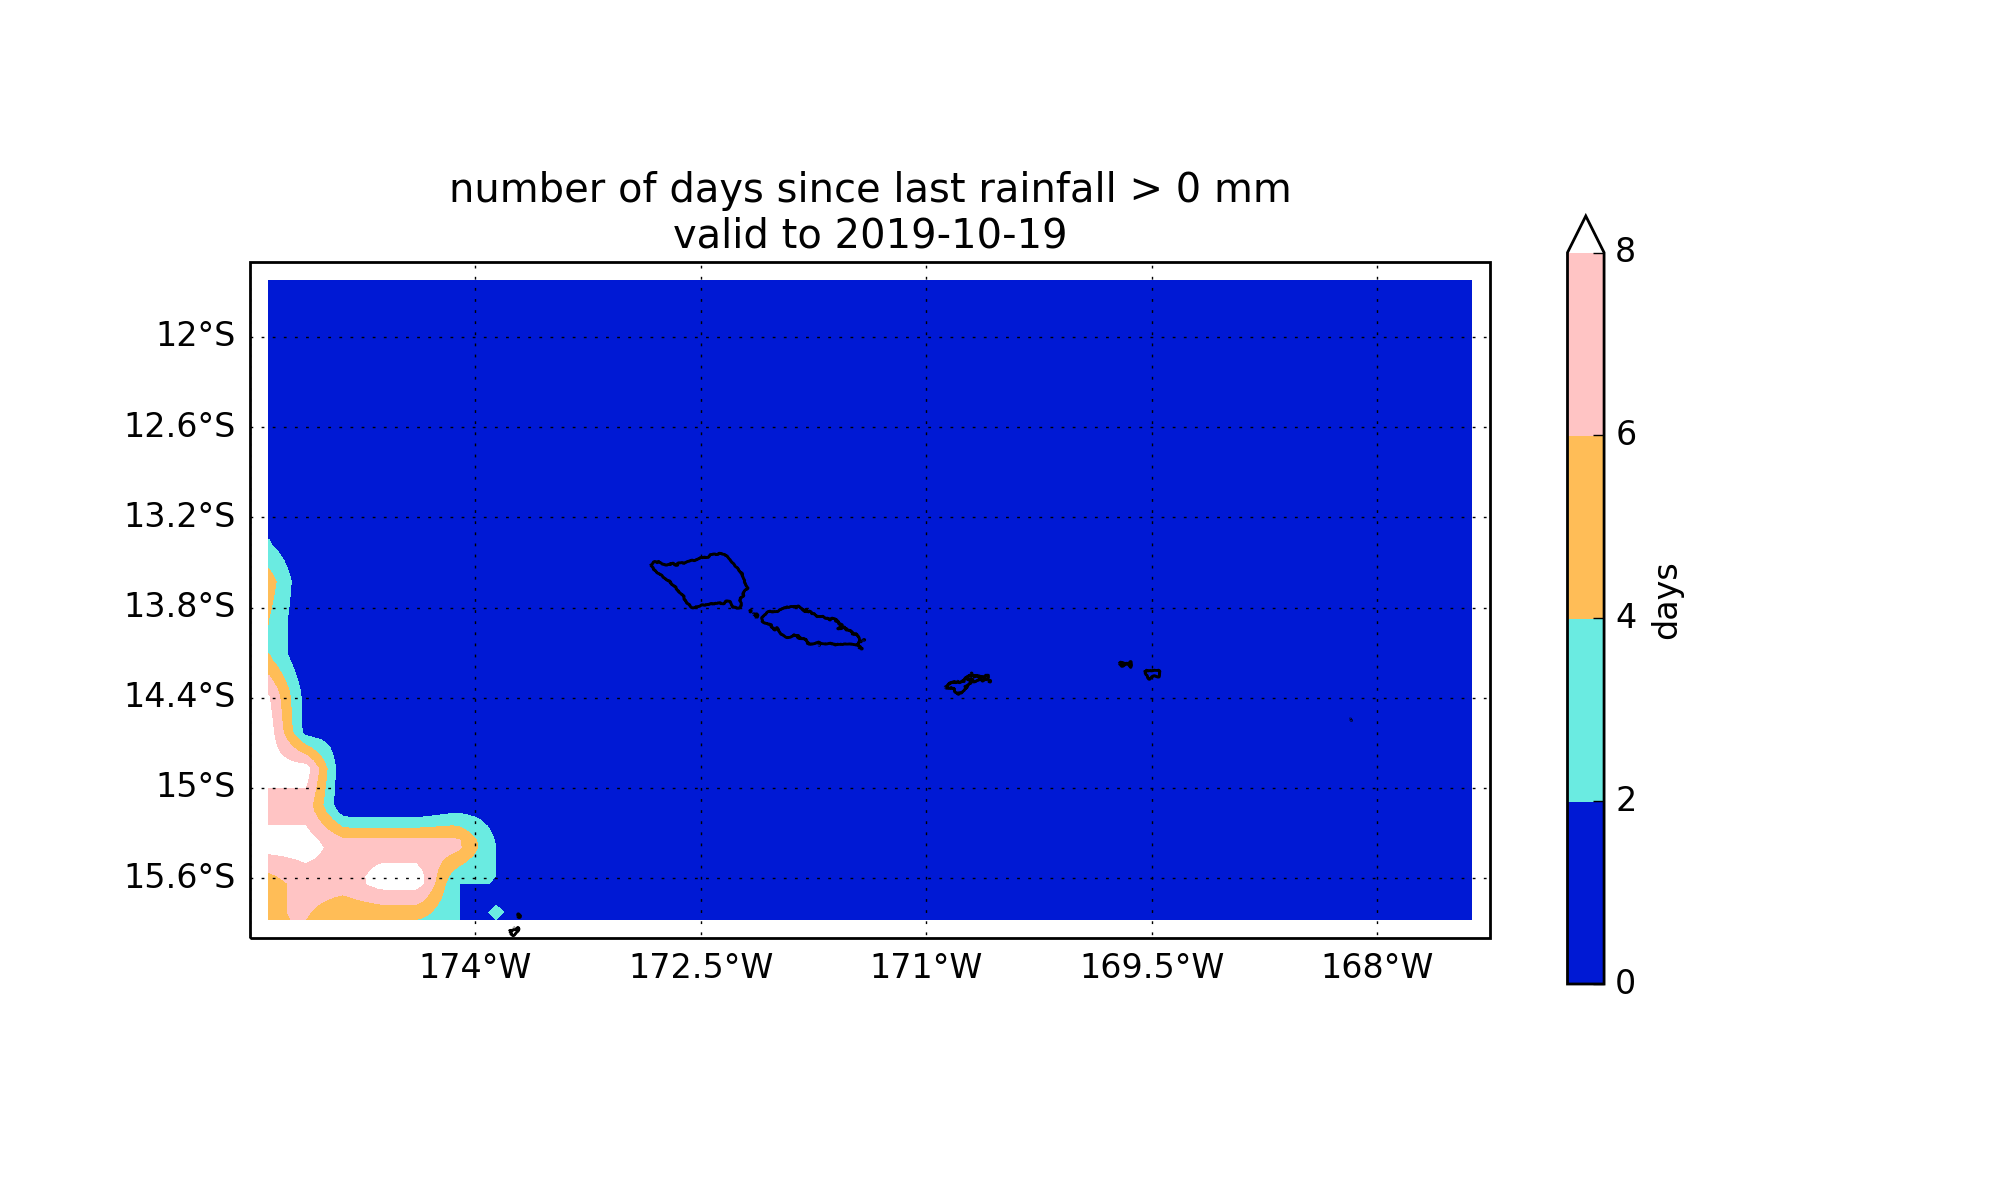 number of days since last rainfall > 0 mm
valid to 2019-10-19
8
12°S
12.6°S
6
13.2°S
13.8°S
4
days
14.4°S
15°S
2
15.6°S
174°W 172.5°W 171°W 169.5°W 168°W
0